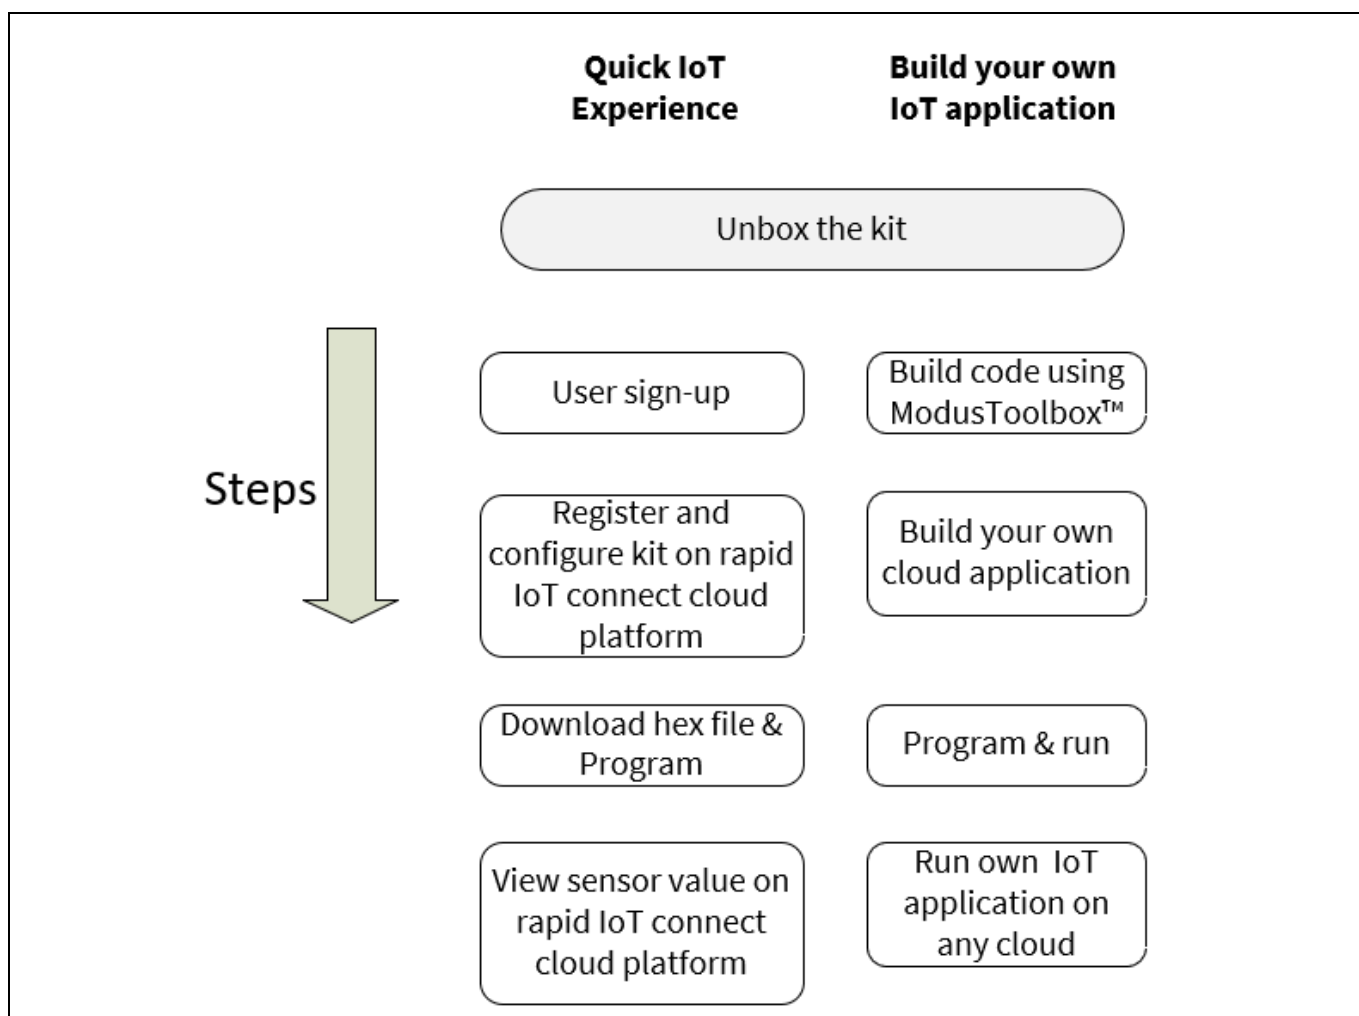 Quick IoT
Experience
Build your own
IoT application
Unbox the kit
Steps
User sign-up
Build code using
ModusToolbox™
Register and
configure kit on rapid
IoT connect cloud
platform
Build your own
cloud application
Download hex file &
Program
Program & run
View sensor value on
rapid IoT connect
cloud platform
Run own  IoT
application on
any cloud